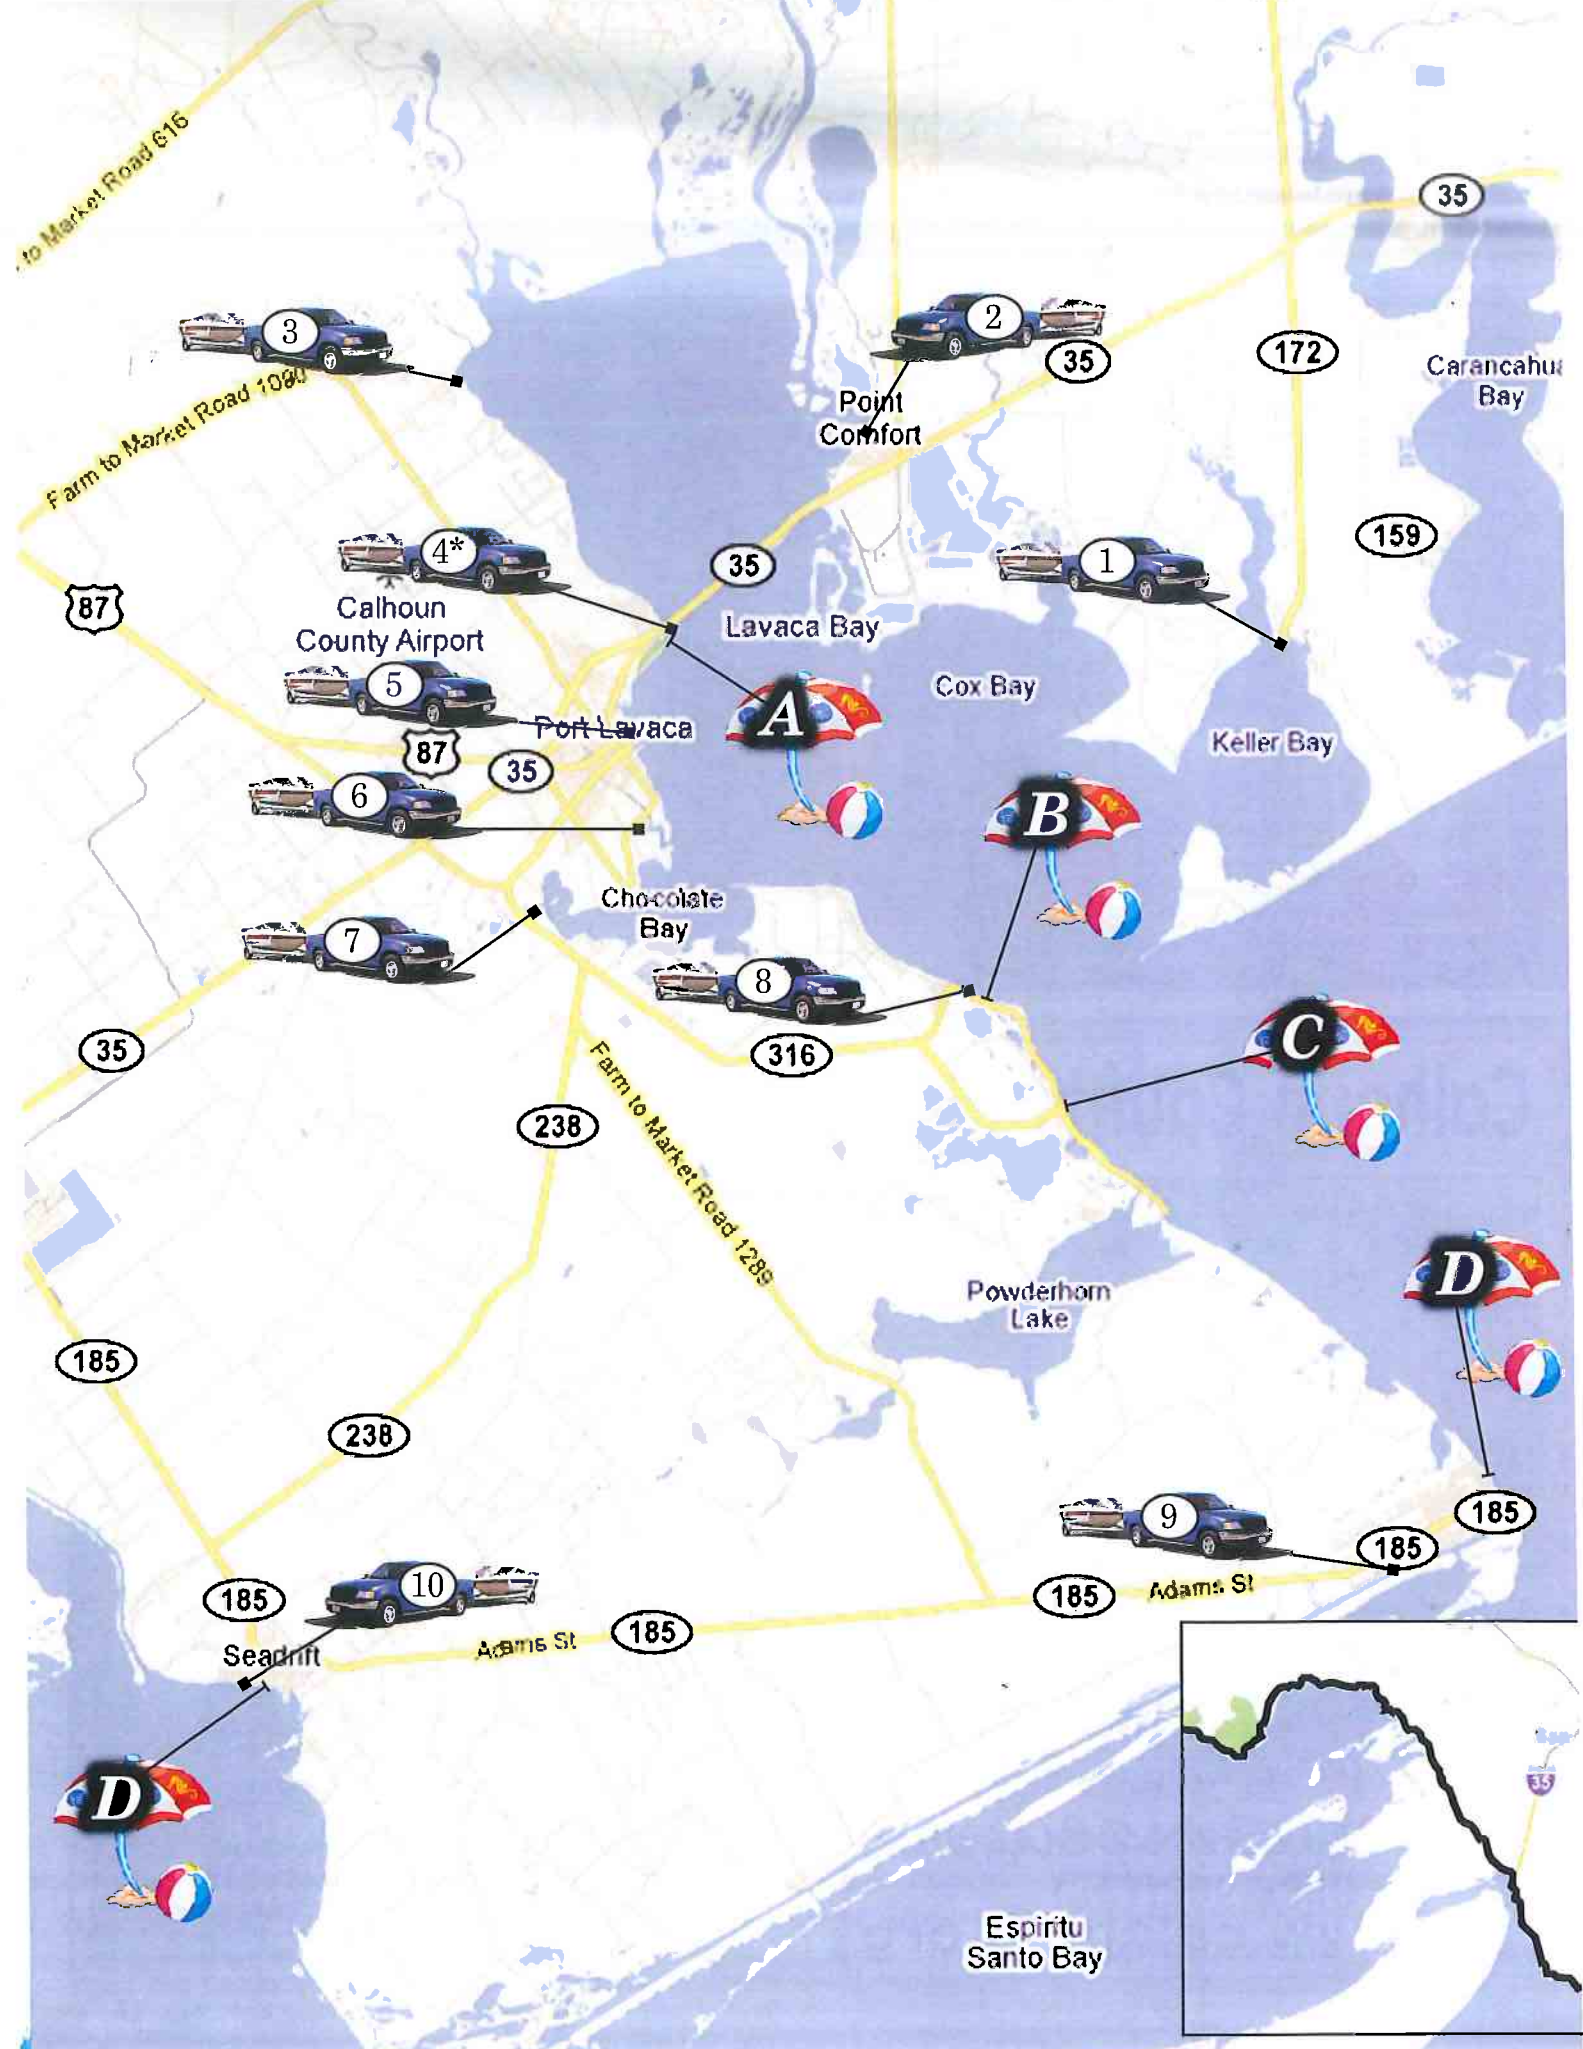 to Market Road 616
35
3
2
35
172
Carancahua
Bay
Point
Comfort
Farm to Market Road 1090
159
4*
35
1
87
Calhoun
County Airport
Lavaca Bay
5
Cox Bay
Port Lavaca
A
87
35
Keller Bay
6
B
Chocolate
Bay
7
8
C
35
316
238
Farm to Market Road 1289
D
Powderhorn
Lake
185
238
9
185
185
10
185
185
Adams St
185
Adams St
Seadrift
D
35
Espiritu
Santo Bay